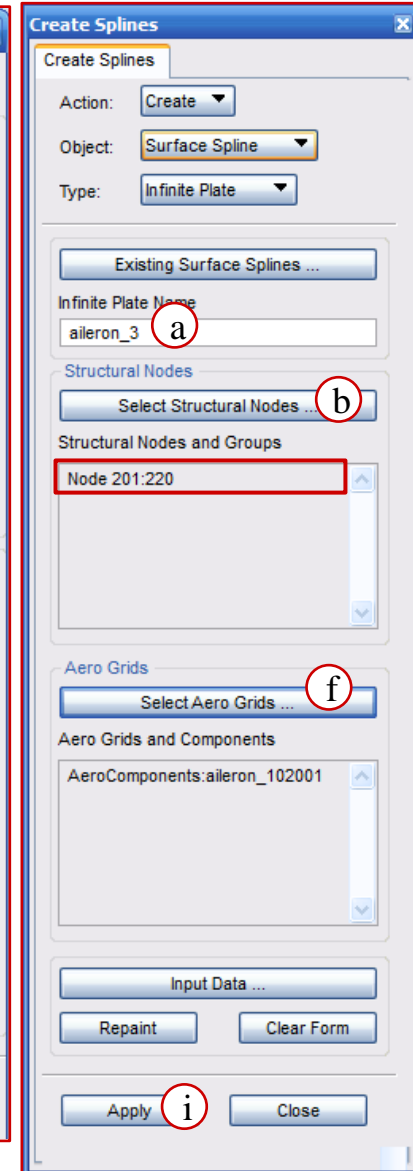 Create Splines
Create Splines
Action: Create
Object: Surface Spline
Type: Infinite Plate
Existing Surface Splines ...
Infinite Plate Name
aileron_3 a
Structural Nodes
Select Structural Nodes ... b
Structural Nodes and Groups
Node 201:220
Aero Grids
Select Aero Grids ... f
Aero Grids and Components
AeroComponents:aileron_102001
Input Data ...
Repaint Clear Form
Apply i Close